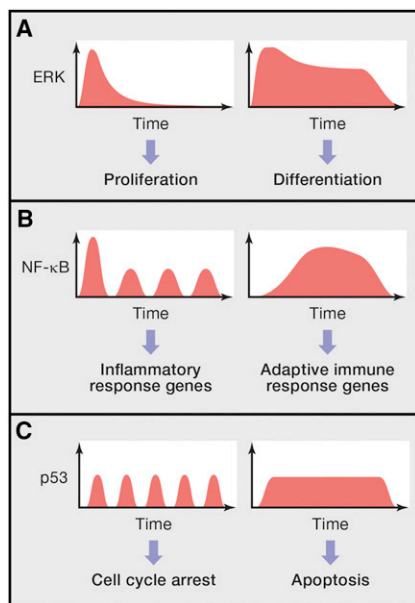 A
ERK
Time
Time
Proliferation
Differentiation
B
NF-κB
Time
Time
Inflammatory
response genes
Adaptive immune
response genes
C
p53
Time
Time
Cell cycle arrest
Apoptosis